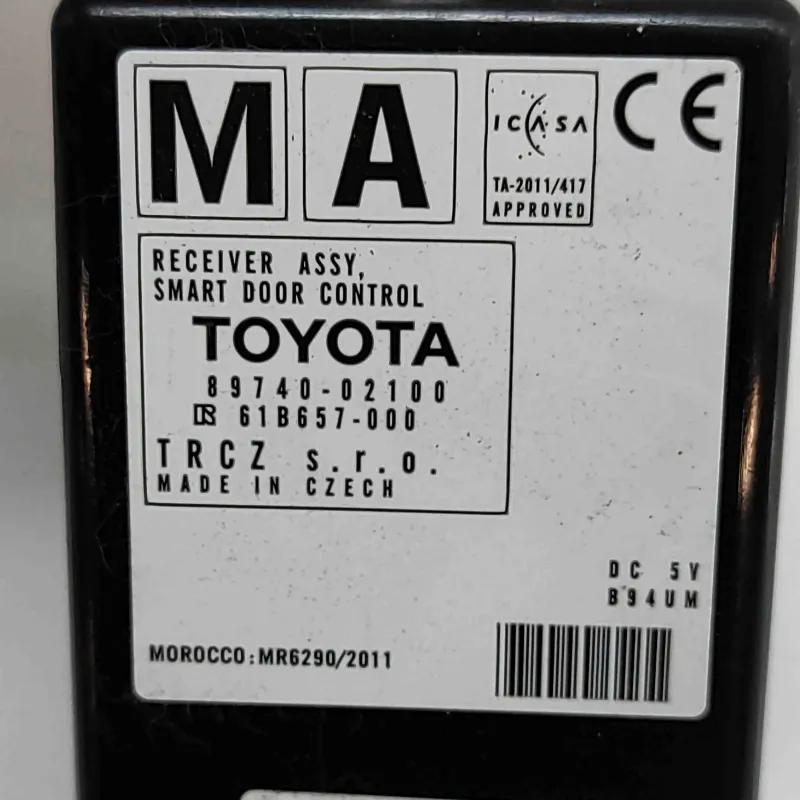 MA
ICASA
TA-2011/417
APPROVED
CE
RECEIVER ASSY,
SMART DOOR CONTROL
TOYOTA
89740-02100
61B657-000
TRCZ s.r.o.
MADE IN CZECH
DC 5V
B94UM
MOROCCO:MR6290/2011